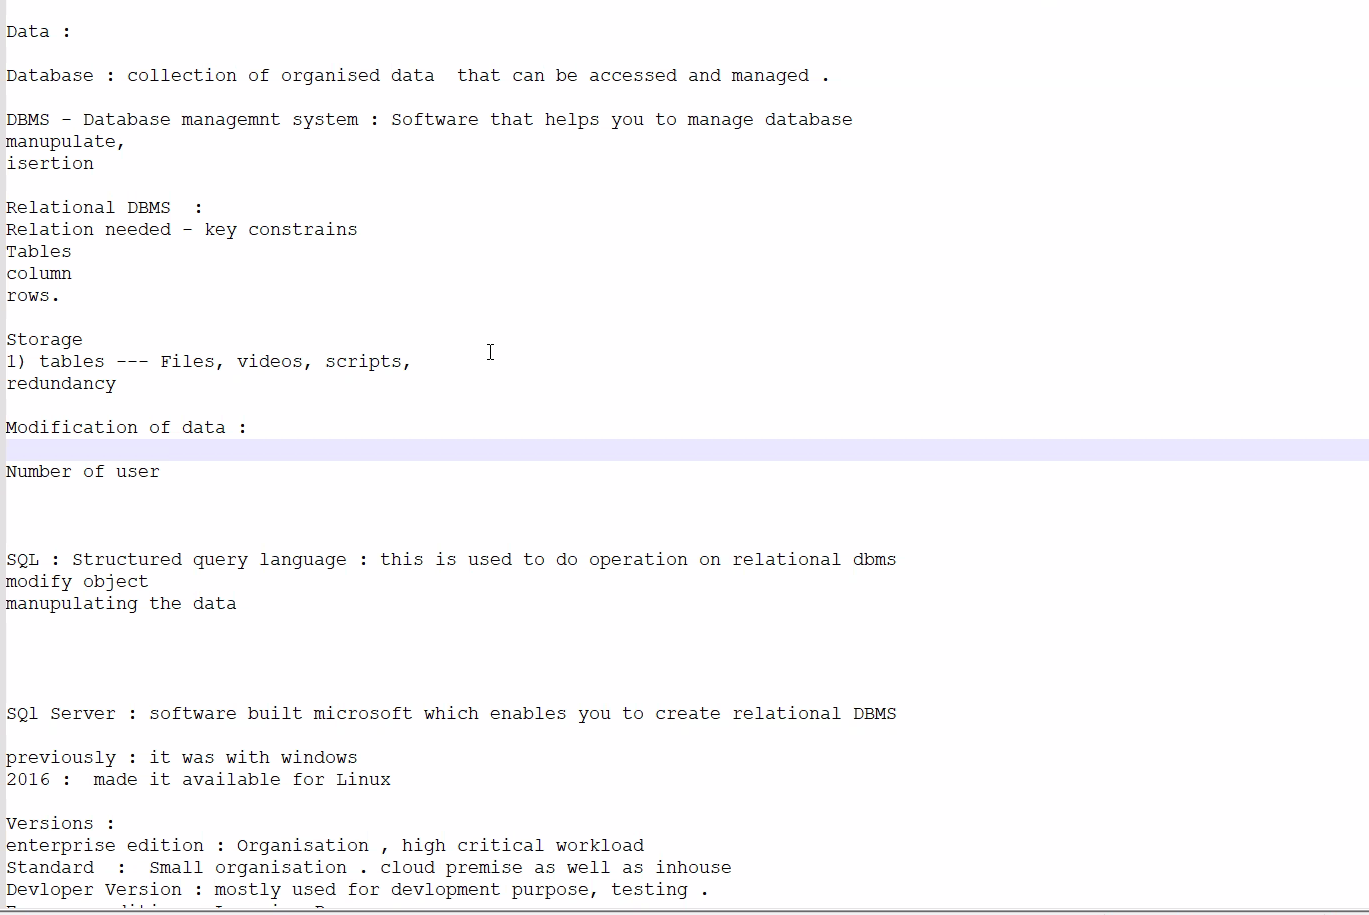 Data :
Database : collection of organised data  that can be accessed and managed .
DBMS - Database managemnt system : Software that helps you to manage database
manupulate,
isertion
Relational DBMS  :
Relation needed - key constrains
Tables
column
rows.
Storage
1) tables --- Files, videos, scripts,
redundancy
Modification of data :
Number of user
SQL : Structured query language : this is used to do operation on relational dbms
modify object
manupulating the data
SQl Server : software built microsoft which enables you to create relational DBMS
previously : it was with windows
2016 :  made it available for Linux
Versions :
enterprise edition : Organisation , high critical workload
Standard  :  Small organisation . cloud premise as well as inhouse
Devloper Version : mostly used for devlopment purpose, testing .